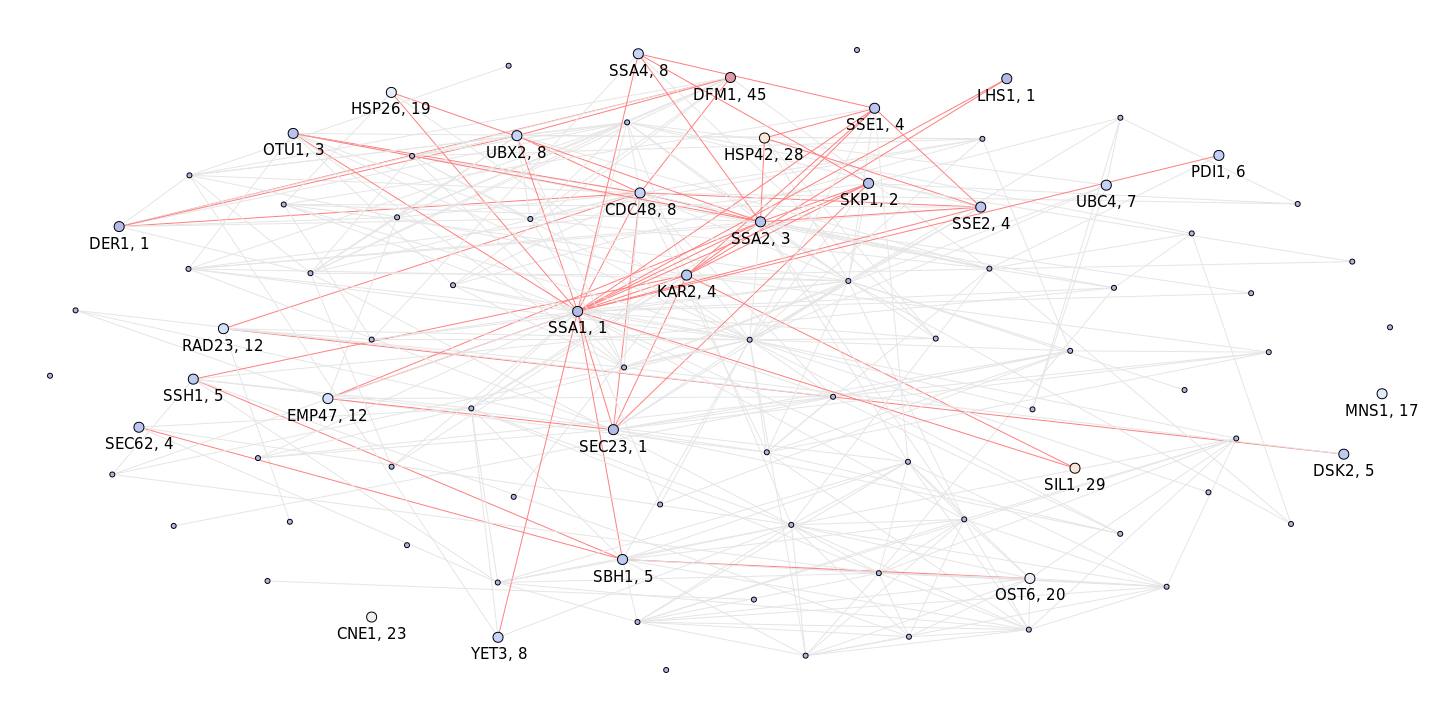 SSA4, 8
DFM1, 45
LHS1, 1
HSP26, 19
SSE1, 4
OTU1, 3
UBX2, 8
HSP42, 28
PDI1, 6
SKP1, 2
UBC4, 7
CDC48, 8
SSE2, 4
DER1, 1
SSA2, 3
KAR2, 4
SSA1, 1
RAD23, 12
SSH1, 5
EMP47, 12
MNS1, 17
SEC62, 4
SEC23, 1
DSK2, 5
SIL1, 29
SBH1, 5
OST6, 20
CNE1, 23
YET3, 8